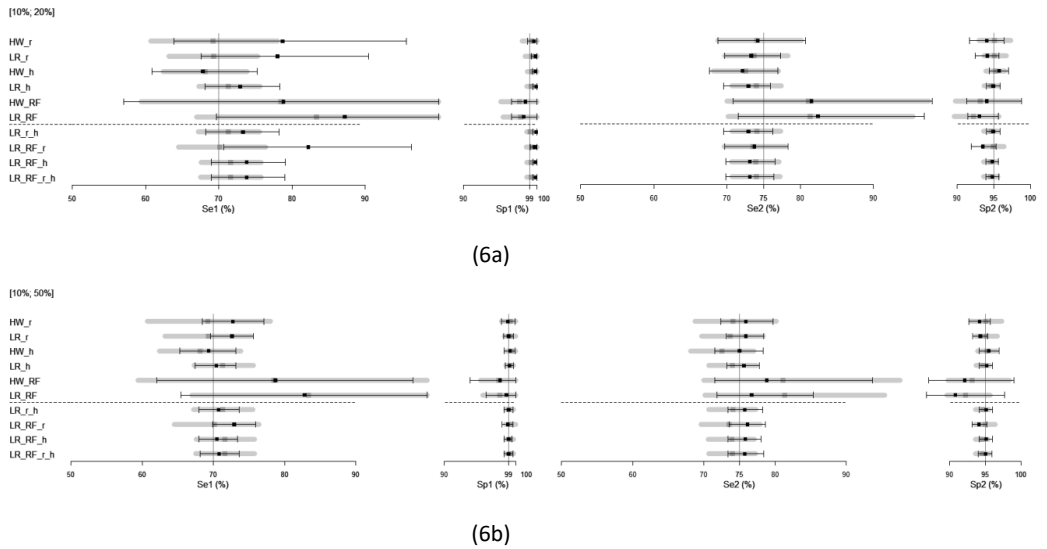 [10%; 20%]
HW_r
LR_r
HW_h
LR_h
HW_RF
LR_RF
LR_r_h
LR_RF_r
LR_RF_h
LR_RF_r_h
50 60 70 80 90 90 99 100 50 60 70 75 80 90 90 95 100
Se1 (%) Sp1 (%) Se2 (%) Sp2 (%)
(6a)
[10%; 50%]
HW_r
LR_r
HW_h
LR_h
HW_RF
LR_RF
LR_r_h
LR_RF_r
LR_RF_h
LR_RF_r_h
50 60 70 80 90 90 99 100 50 60 70 75 80 90 90 95 100
Se1 (%) Sp1 (%) Se2 (%) Sp2 (%)
(6b)